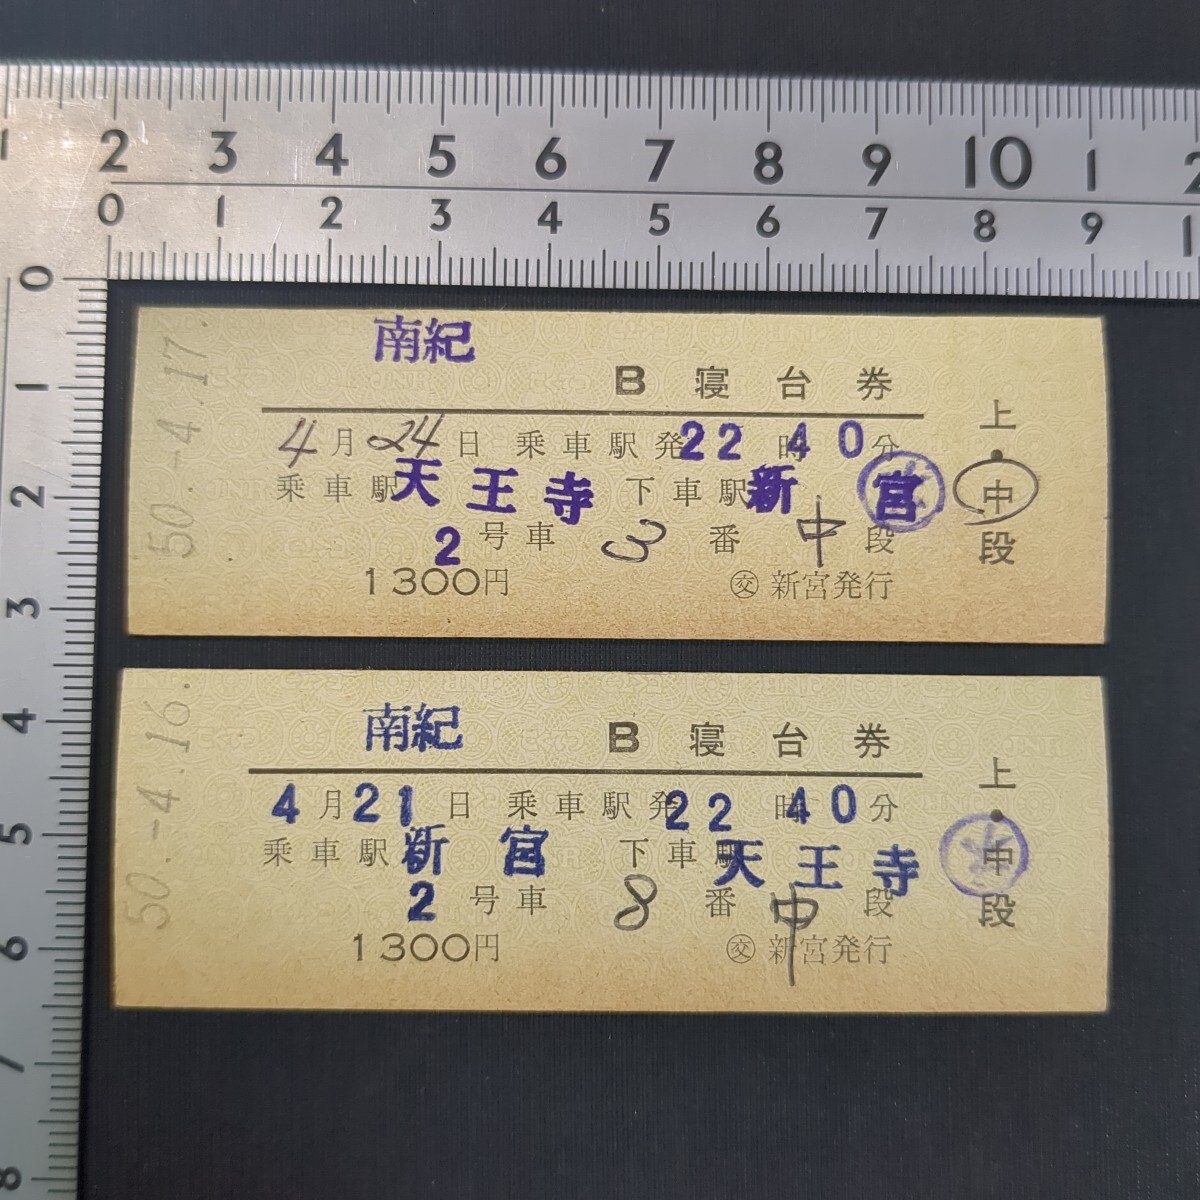 1 2 3 4 5 6 7 8 9 10 1 2
0 1 2 3 4 5 6 7 8 9 1
0
1
2
3
4
5
6
7
8
50.-4.17
南紀
B寝台券
4月24日 乗車駅発 22時40分
乗車駅 天王寺 下車駅 新宮
2号車 3番 中段
1300円 ㊋交 新宮発行
上・中段
50.-4.16.
南紀
B寝台券
4月21日 乗車駅発 22時40分
乗車駅 新宮 下車駅 天王寺
2号車 8番 中段
1300円 交 新宮発行
上・中段